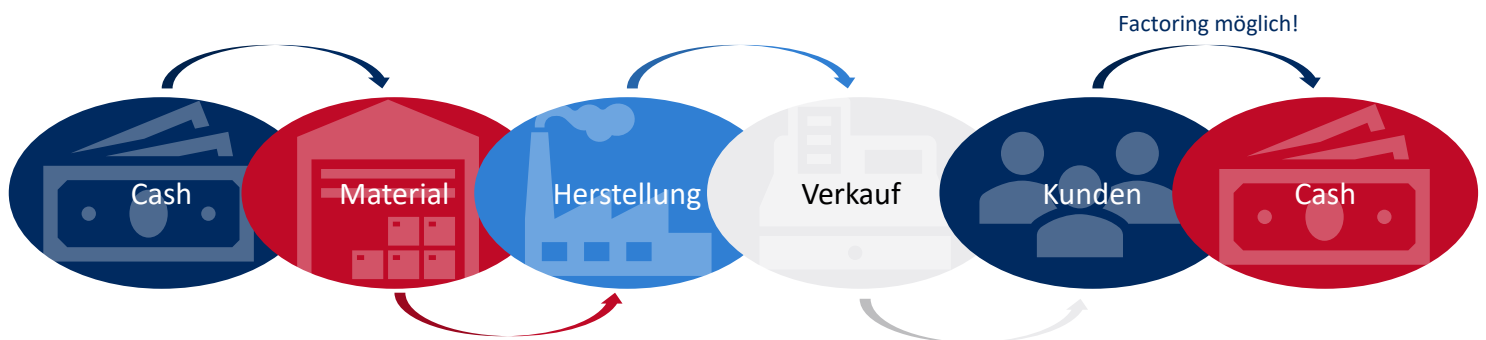 Factoring möglich!
Cash
Material
Herstellung
Verkauf
Kunden
Cash